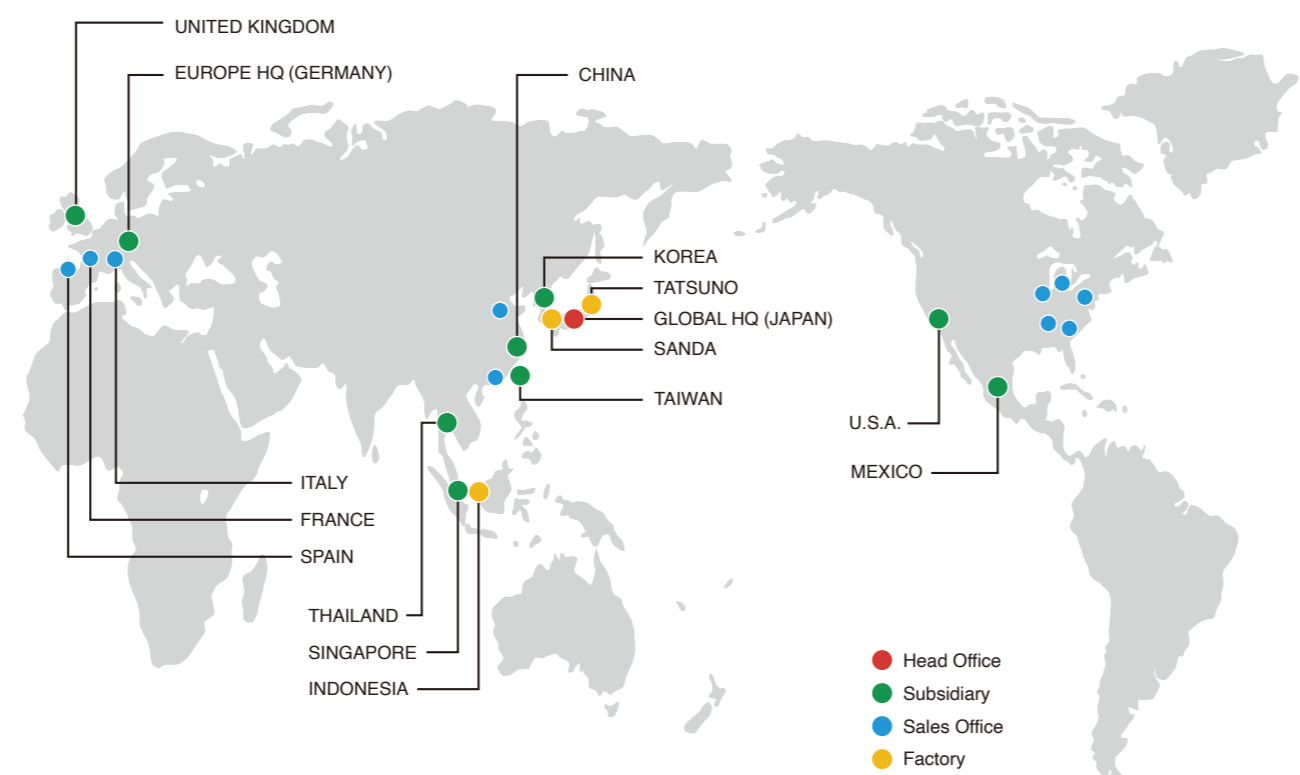 UNITED KINGDOM
EUROPE HQ (GERMANY)
CHINA
KOREA
TATSUNO
GLOBAL HQ (JAPAN)
SANDA
TAIWAN
U.S.A.
MEXICO
ITALY
FRANCE
SPAIN
THAILAND
SINGAPORE
INDONESIA
Head Office
Subsidiary
Sales Office
Factory